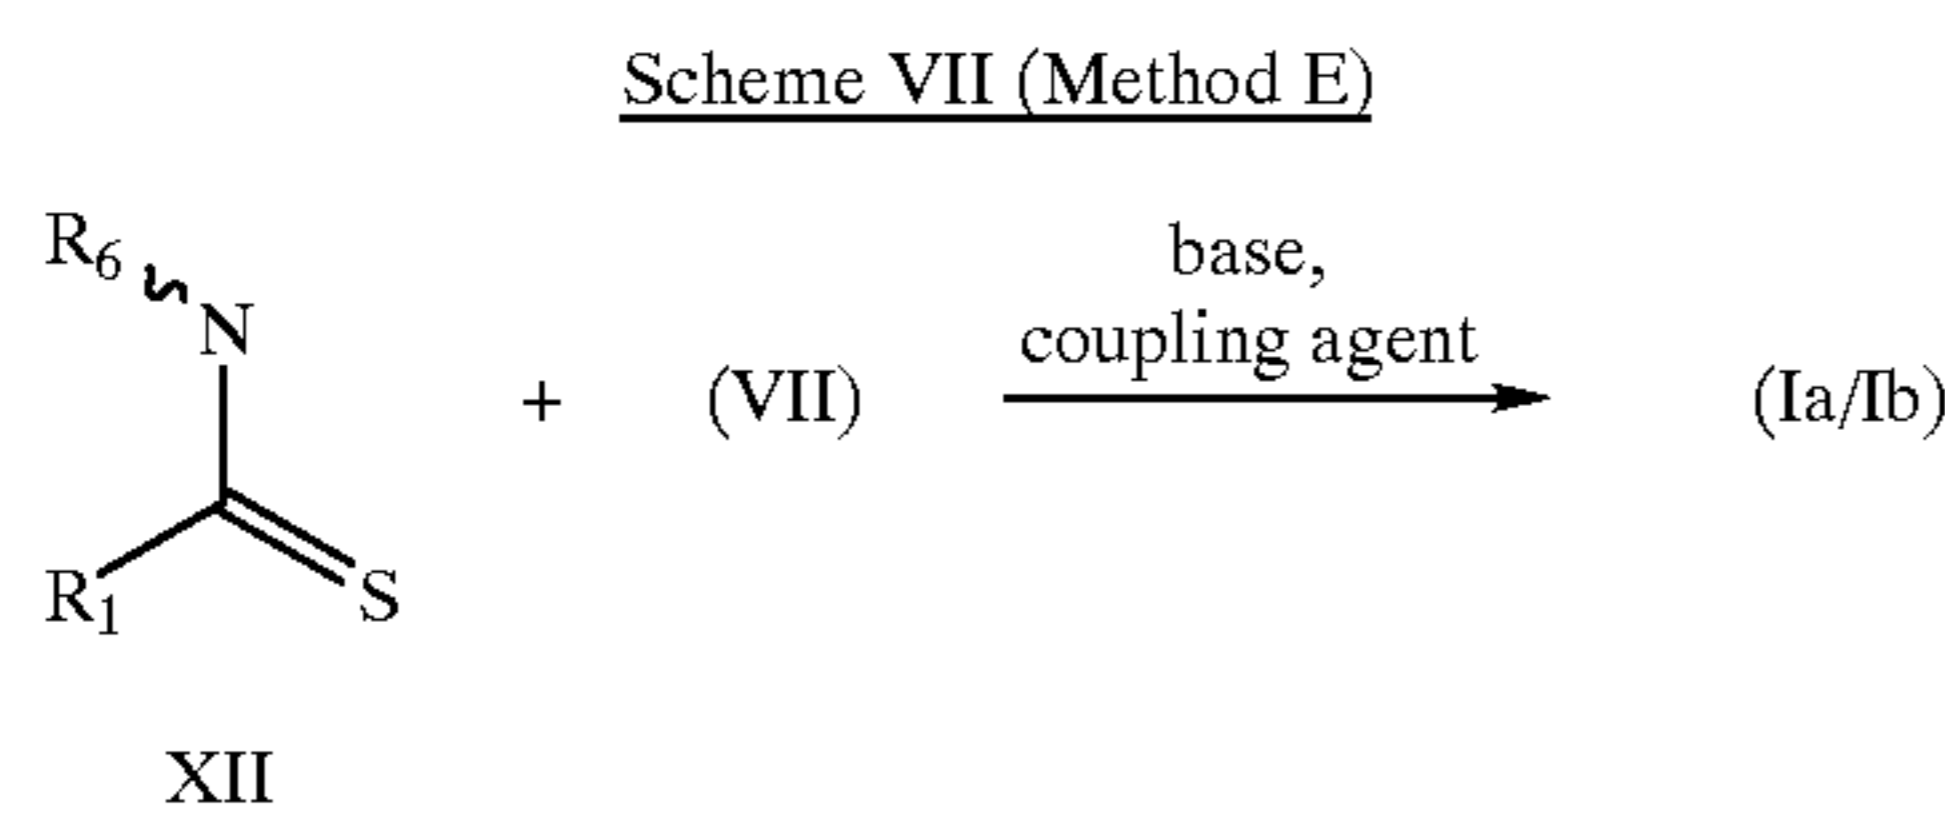 Scheme VII (Method E)
R6
N
R1
S
XII
+
(VII)
base,
coupling agent
(Ia/Ib)